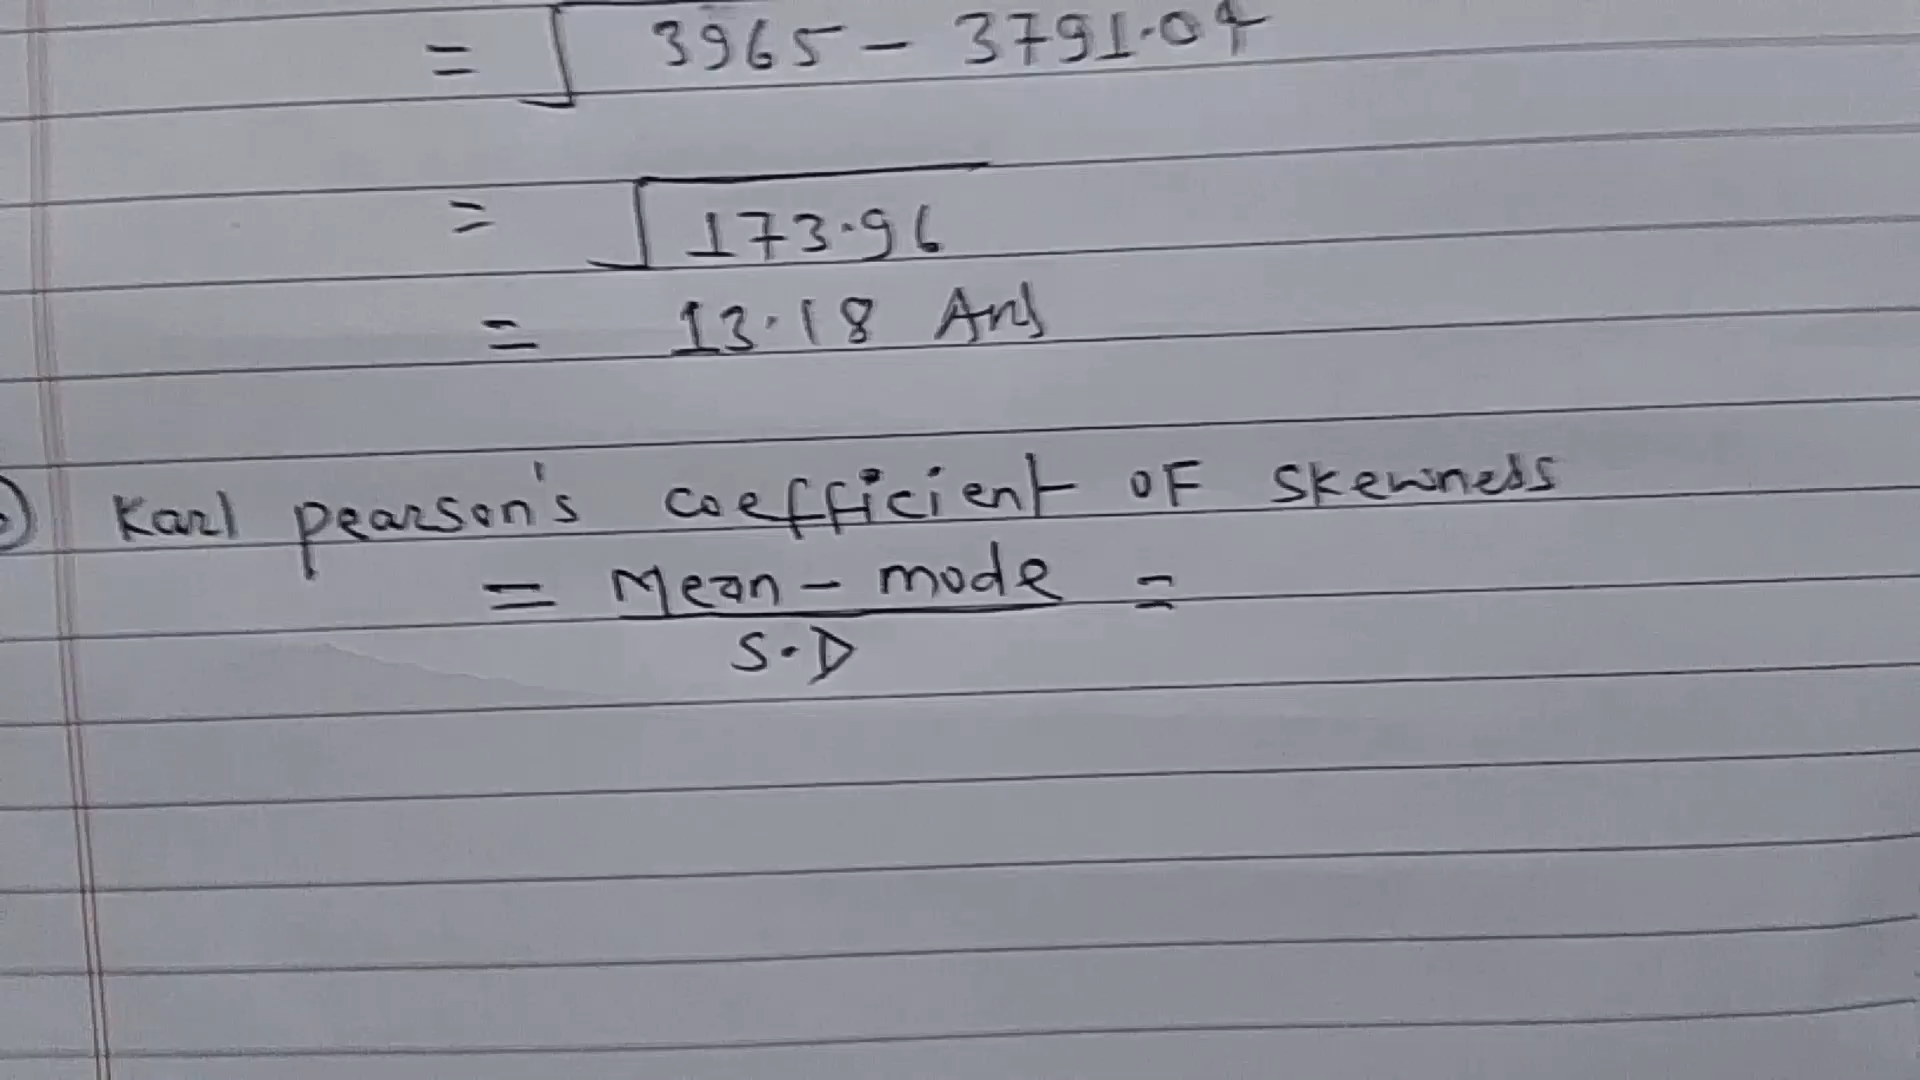 = √3965 - 3791.04
= √173.96
= 13.18 Ans
Karl pearson's coefficient OF skewness
= Mean - mode =
S.D